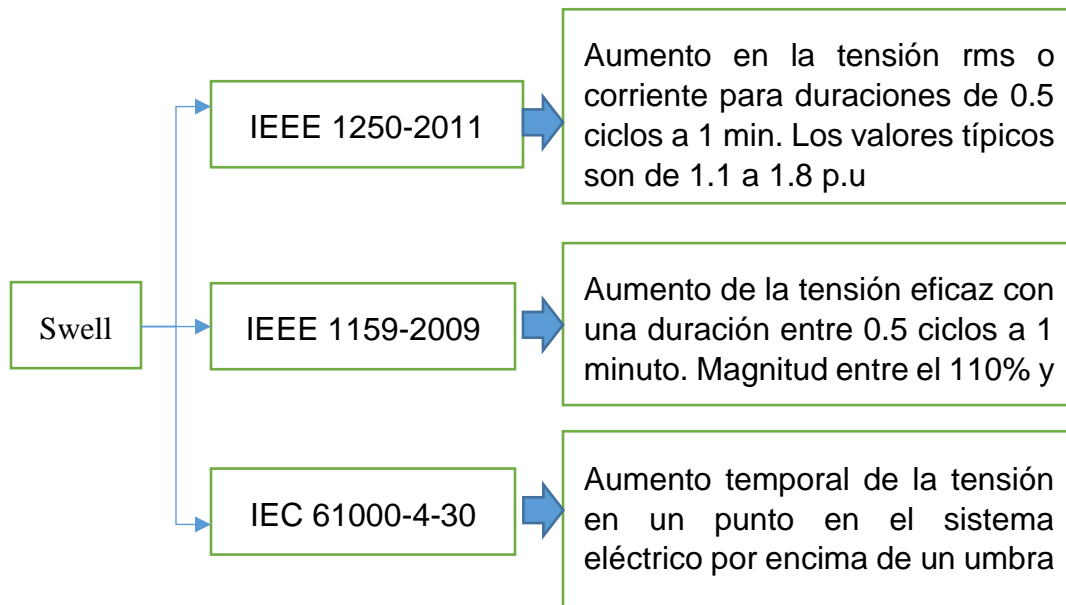 Swell
IEEE 1250-2011
Aumento en la tensión rms o
corriente para duraciones de 0.5
ciclos a 1 min. Los valores típicos
son de 1.1 a 1.8 p.u
IEEE 1159-2009
Aumento de la tensión eficaz con
una duración entre 0.5 ciclos a 1
minuto. Magnitud entre el 110% y
IEC 61000-4-30
Aumento temporal de la tensión
en un punto en el sistema
eléctrico por encima de un umbra